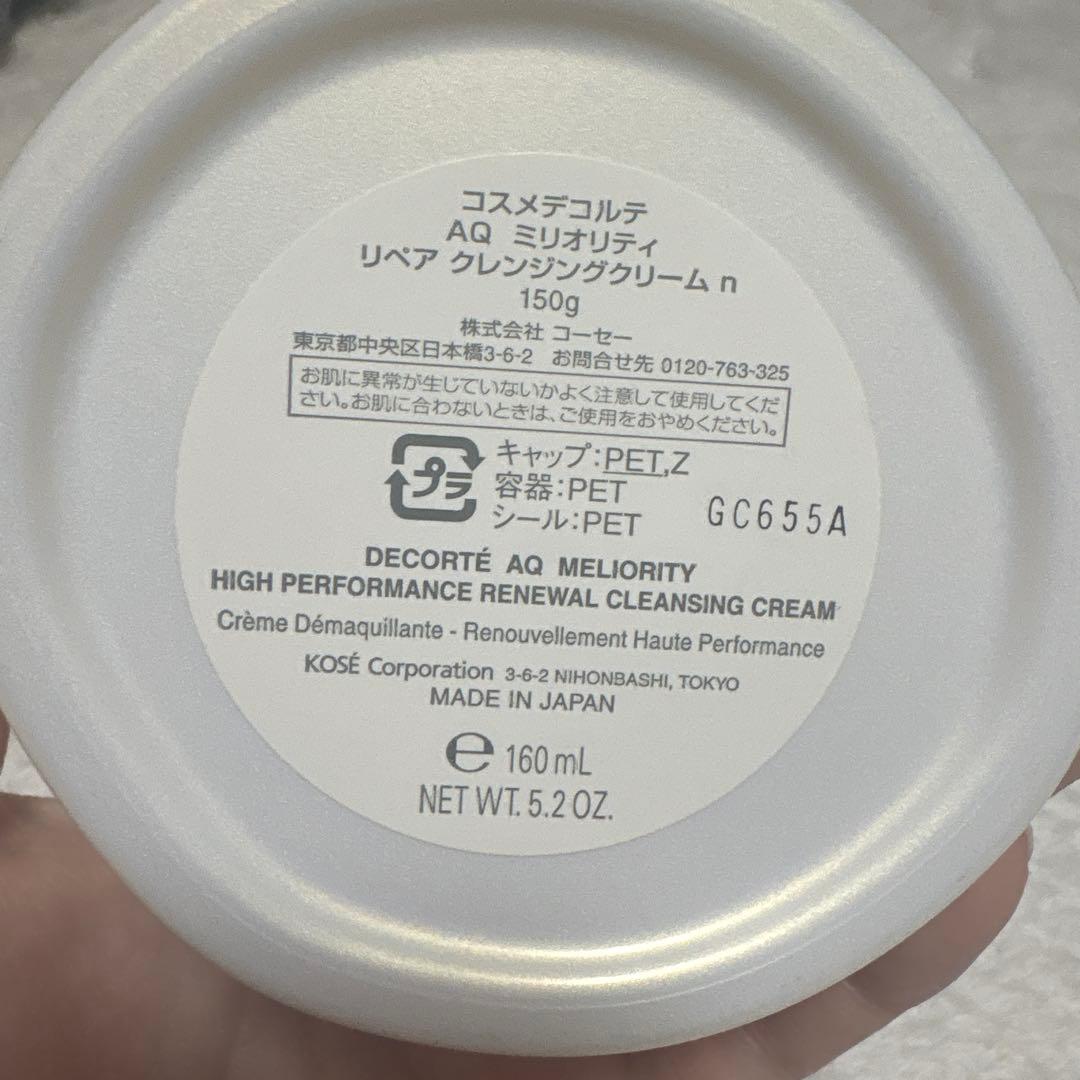 コスメデコルテ
AQ ミリオリティ
リペア クレンジングクリーム n
150g
株式会社 コーセー
東京都中央区日本橋3-6-2 お問合せ先 0120-763-325
お肌に異常が生じていないかよく注意して使用してくだ
さい。お肌に合わないときは、ご使用をおやめください。
プラ
キャップ:PET,Z
容器:PET
シール:PET
GC655A
DECORTÉ AQ MELIORITY
HIGH PERFORMANCE RENEWAL CLEANSING CREAM
Crème Démaquillante - Renouvellement Haute Performance
KOSÉ Corporation 3-6-2 NIHONBASHI, TOKYO
MADE IN JAPAN
℮ 160 mL
NET WT. 5.2 OZ.